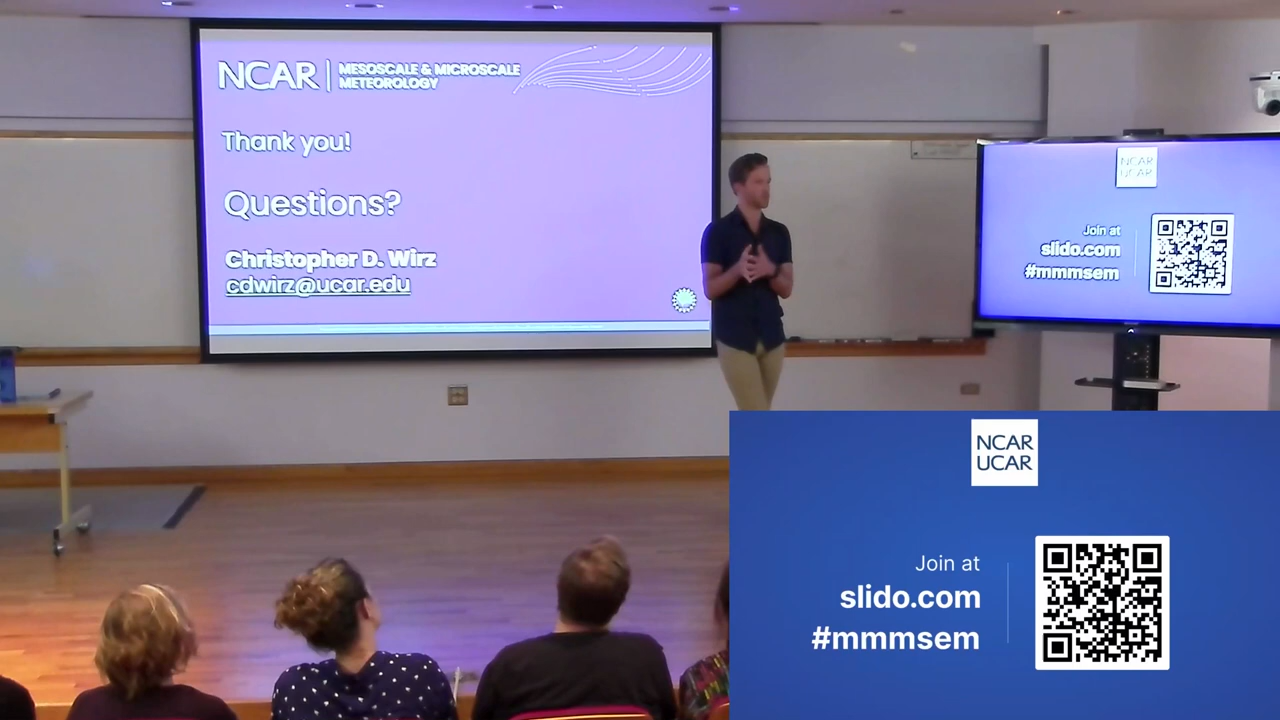 NCAR
MESOSCALE & MICROSCALE
METEOROLOGY
Thank you!
Questions?
Christopher D. Wirz
cdwirz@ucar.edu
NCAR
UCAR
Join at
slido.com
#mmmsem
NCAR
UCAR
Join at
slido.com
#mmmsem